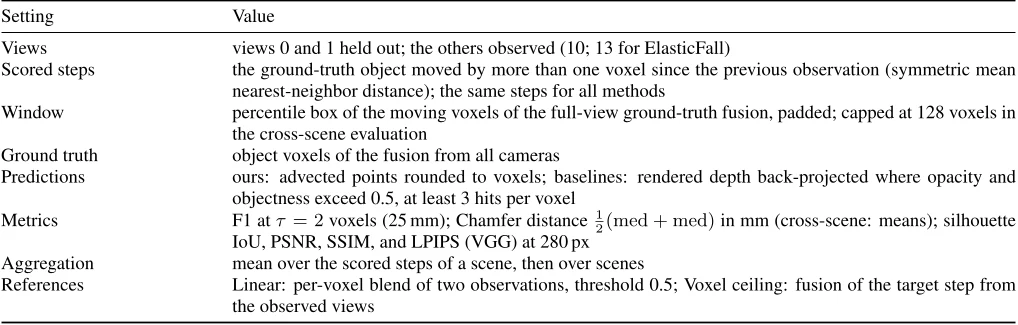 Setting Value
Views views 0 and 1 held out; the others observed (10; 13 for ElasticFall)
Scored steps the ground-truth object moved by more than one voxel since the previous observation (symmetric mean
nearest-neighbor distance); the same steps for all methods
Window percentile box of the moving voxels of the full-view ground-truth fusion, padded; capped at 128 voxels in
the cross-scene evaluation
Ground truth object voxels of the fusion from all cameras
Predictions ours: advected points rounded to voxels; baselines: rendered depth back-projected where opacity and
objectness exceed 0.5, at least 3 hits per voxel
Metrics F1 at τ = 2 voxels (25 mm); Chamfer distance ½(med + med) in mm (cross-scene: means); silhouette
IoU, PSNR, SSIM, and LPIPS (VGG) at 280 px
Aggregation mean over the scored steps of a scene, then over scenes
References Linear: per-voxel blend of two observations, threshold 0.5; Voxel ceiling: fusion of the target step from
the observed views